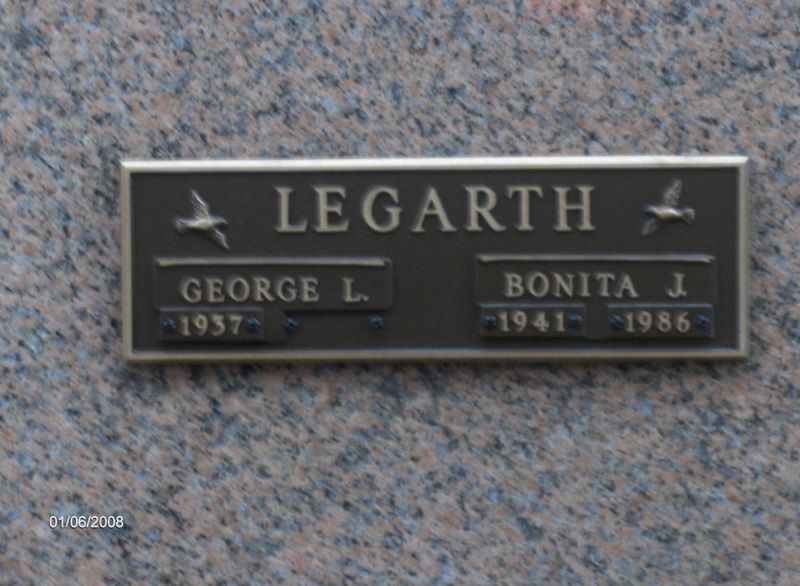 LEGARTH
GEORGE L. BONITA J.
1937 1941 1986
01/06/2008